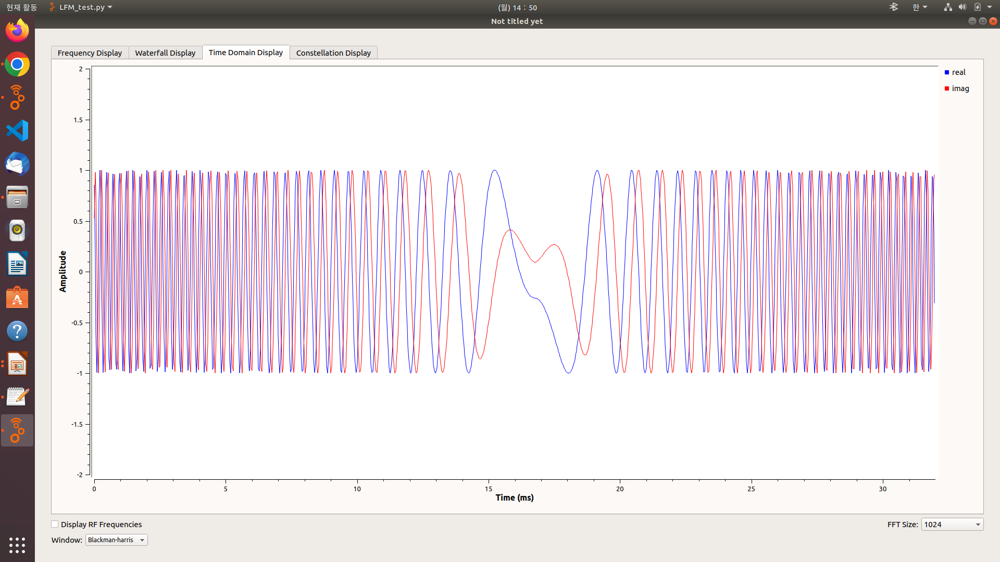 현재 활동 LFM_test.py (월) 14 : 50 한
Not titled yet
Frequency Display Waterfall Display Time Domain Display Constellation Display
real
imag
2
1.5
1
0.5
0
-0.5
-1
-1.5
-2
Amplitude
0 5 10 15 20 25 30
Time (ms)
Display RF Frequencies
FFT Size: 1024
Window: Blackman-harris